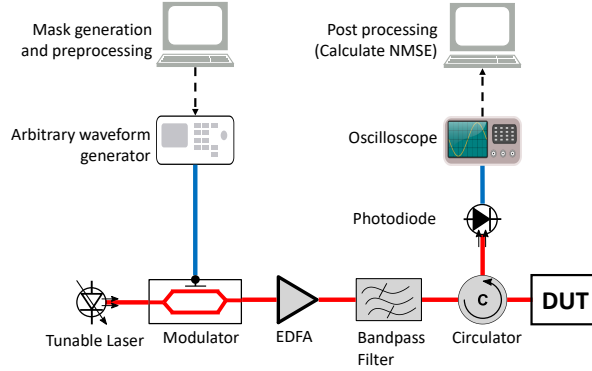 Mask generation
and preprocessing
Post processing
(Calculate NMSE)
Arbitrary waveform
generator
Oscilloscope
Photodiode
C
DUT
Tunable Laser
Modulator
EDFA
Bandpass
Filter
Circulator